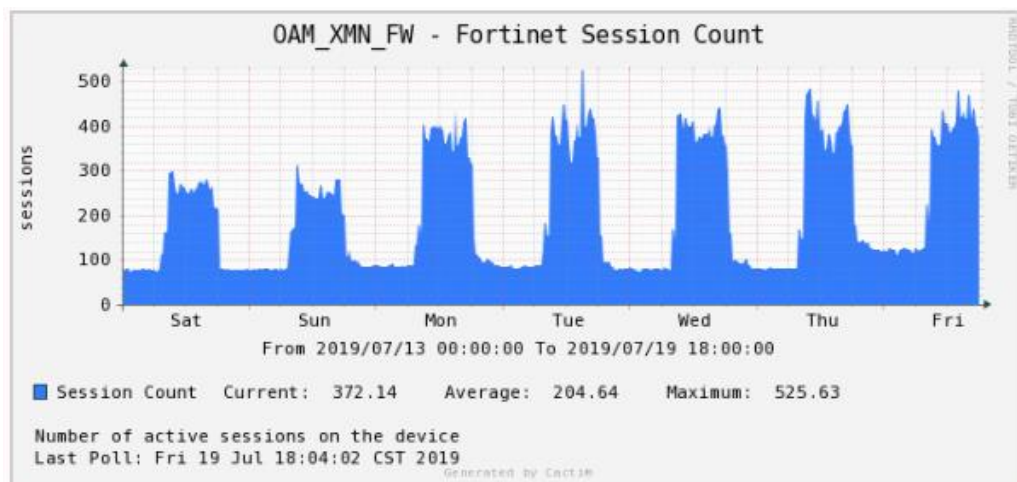 OAM_XMN_FW - Fortinet Session Count
RRDTOOL / TOBI OETIKER
sessions
500
400
300
200
100
0
Sat Sun Mon Tue Wed Thu Fri
From 2019/07/13 00:00:00 To 2019/07/19 18:00:00
Session Count Current: 372.14 Average: 204.64 Maximum: 525.63
Number of active sessions on the device
Last Poll: Fri 19 Jul 18:04:02 CST 2019
Generated by Cacti®